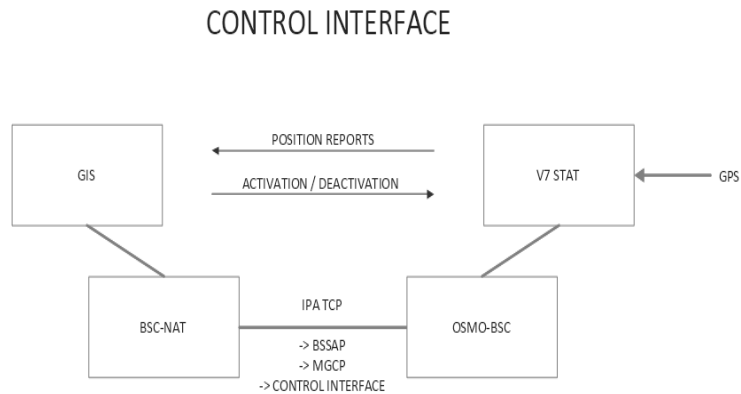 CONTROL INTERFACE
POSITION REPORTS
GIS
V7 STAT
GPS
ACTIVATION / DEACTIVATION
IPA TCP
BSC-NAT
OSMO-BSC
-> BSSAP
-> MGCP
-> CONTROL INTERFACE